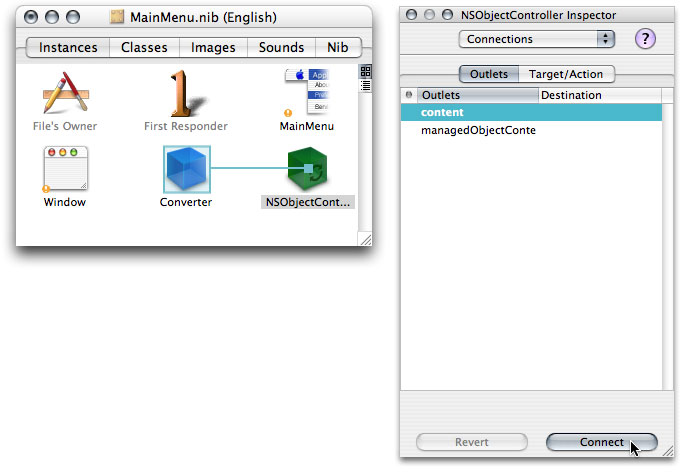 MainMenu.nib (English)
Instances Classes Images Sounds Nib
File's Owner First Responder MainMenu
Window Converter NSObjectCont...
NSObjectController Inspector
Connections ?
Outlets Target/Action
Outlets Destination
content
managedObjectConte
Revert Connect